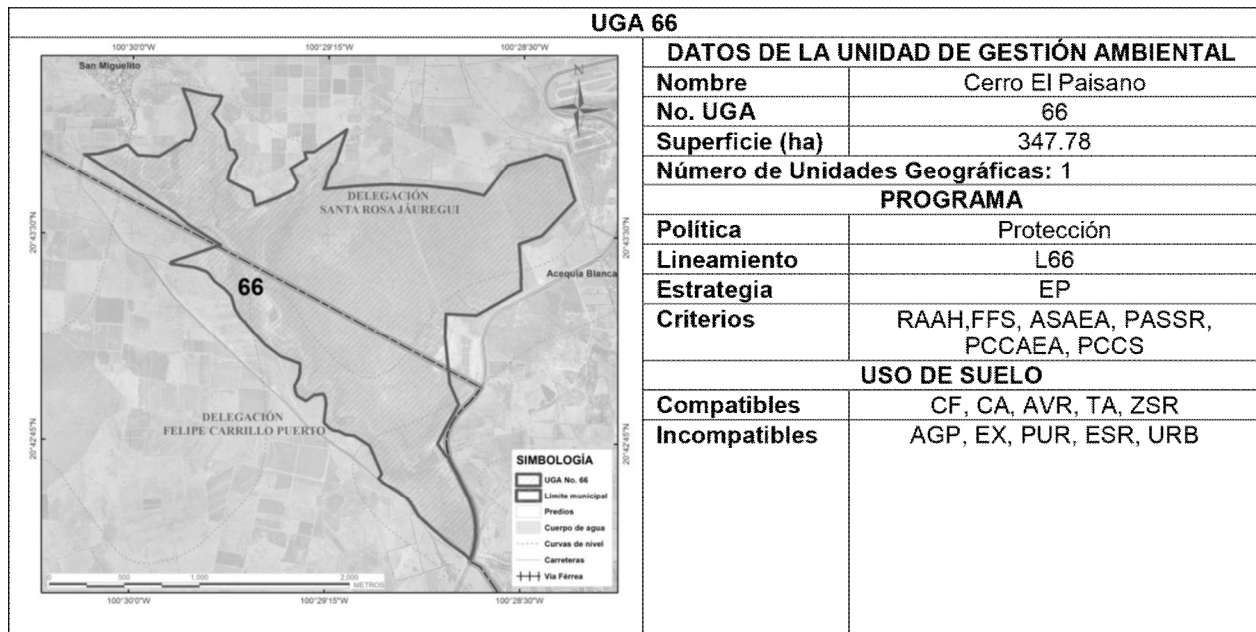 UGA 66
100°30'0"W 100°29'15"W 100°28'30"W
San Miguelito
N
DELEGACIÓN
SANTA ROSA JÁUREGUI
20°43'30"N
20°43'30"N
Acequia Blanca
66
DELEGACIÓN
FELIPE CARRILLO PUERTO
20°42'45"N
20°42'45"N
SIMBOLOGÍA
UGA No. 66
Limite municipal
Predios
Cuerpo de agua
Curvas de nivel
Carreteras
Via Férrea
0 500 1,000 2,000
METROS
100°30'0"W 100°29'15"W 100°28'30"W
DATOS DE LA UNIDAD DE GESTIÓN AMBIENTAL
Nombre Cerro El Paisano
No. UGA 66
Superficie (ha) 347.78
Número de Unidades Geográficas: 1
PROGRAMA
Política Protección
Lineamiento L66
Estrategia EP
Criterios RAAH,FFS, ASAEA, PASSR,
PCCAEA, PCCS
USO DE SUELO
Compatibles CF, CA, AVR, TA, ZSR
Incompatibles AGP, EX, PUR, ESR, URB